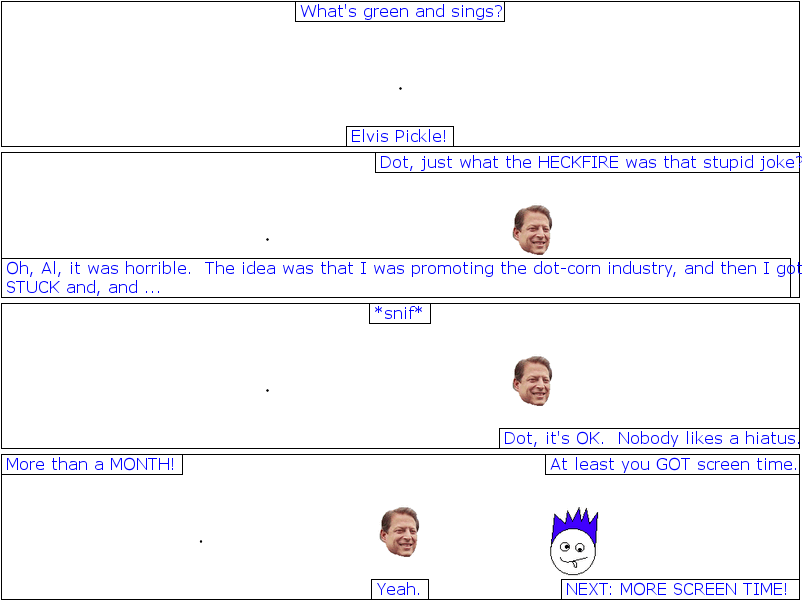 What's green and sings?
Elvis Pickle!
Dot, just what the HECKFIRE was that stupid joke?
Oh, Al, it was horrible.  The idea was that I was promoting the dot-corn industry, and then I got
STUCK and, and ...
*snif*
Dot, it's OK.  Nobody likes a hiatus.
More than a MONTH!
At least you GOT screen time.
Yeah.
NEXT: MORE SCREEN TIME!